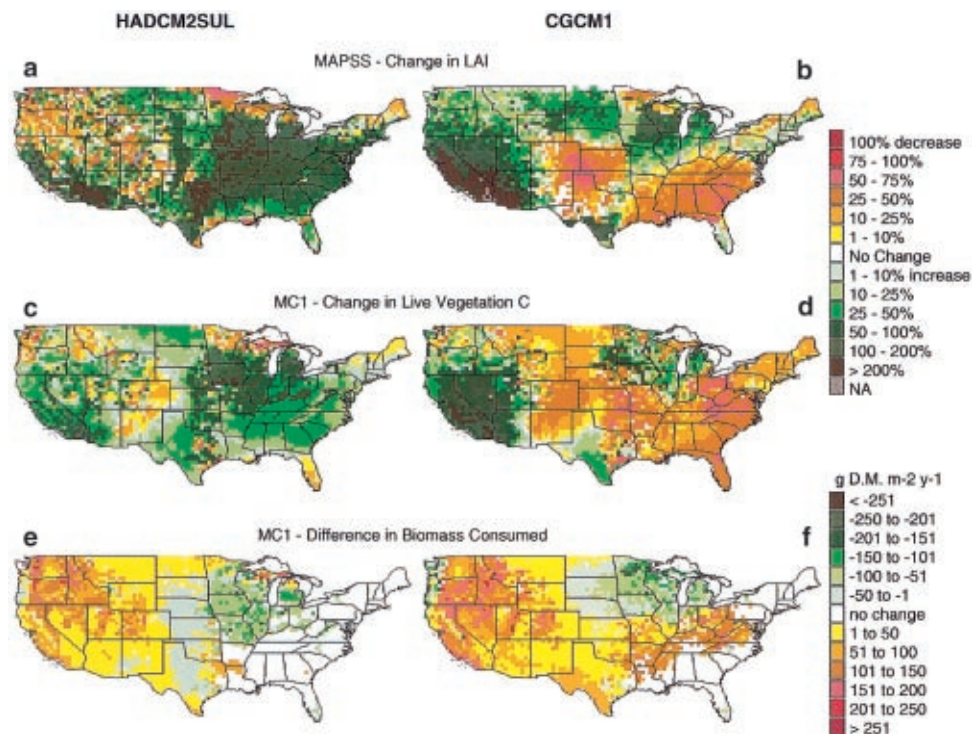 HADCM2SUL
CGCM1
MAPSS - Change in LAI
a
b
100% decrease
75 - 100%
50 - 75%
25 - 50%
10 - 25%
1 - 10%
No Change
1 - 10% increase
10 - 25%
25 - 50%
50 - 100%
100 - 200%
> 200%
NA
MC1 - Change in Live Vegetation C
c
d
MC1 - Difference in Biomass Consumed
e
f
g D.M. m-2 y-1
< -251
-250 to -201
-201 to -151
-150 to -101
-100 to -51
-50 to -1
no change
1 to 50
51 to 100
101 to 150
151 to 200
201 to 250
> 251